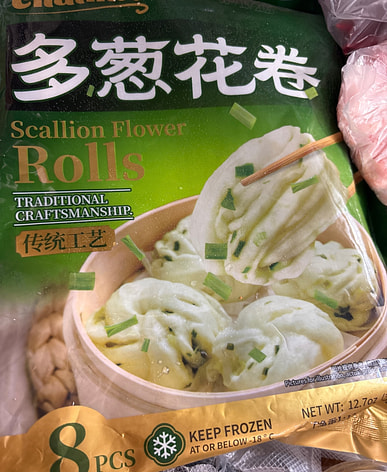 多葱花卷
Scallion Flower
Rolls
TRADITIONAL
CRAFTSMANSHIP.
传统工艺
8 PCS
KEEP FROZEN
AT OR BELOW -18°C
NET WT: 12.7oz